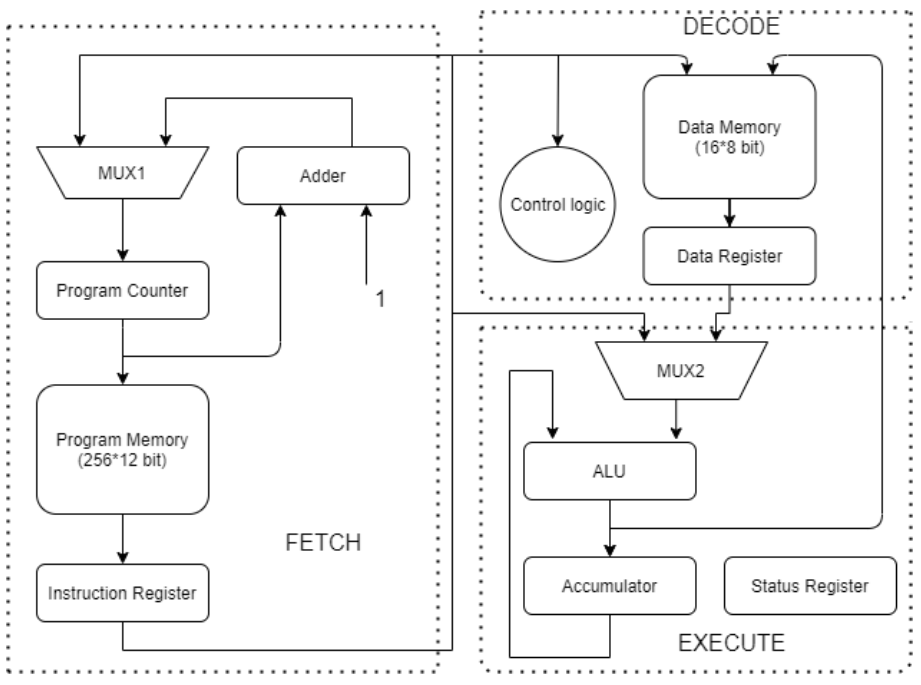 DECODE
MUX1
Adder
Control logic
Data Memory
(16*8 bit)
Data Register
Program Counter
1
MUX2
Program Memory
(256*12 bit)
ALU
FETCH
Instruction Register
Accumulator
Status Register
EXECUTE